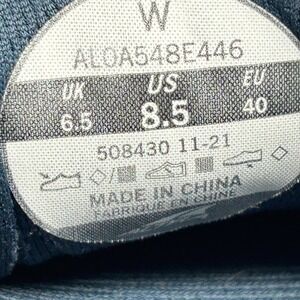 W
ALOA548E446
UK US EU
6.5 8.5 40
508430 11-21
MADE IN CHINA
FABRIQUE EN CHINE